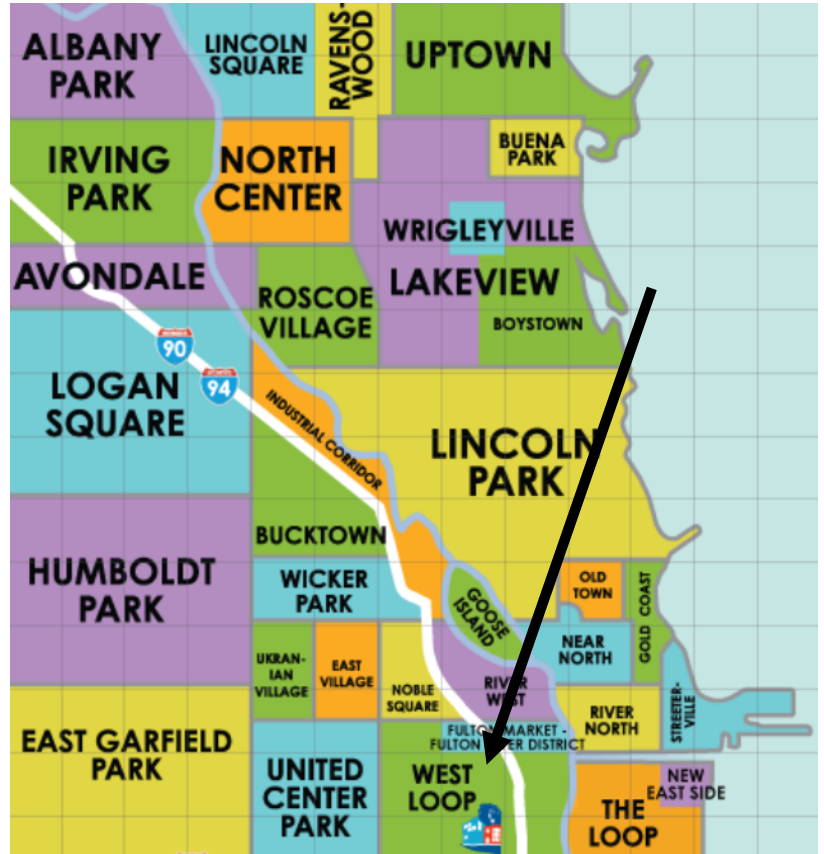 ALBANY
PARK
LINCOLN
SQUARE
RAVENS-
WOOD
UPTOWN
IRVING
PARK
NORTH
CENTER
BUENA
PARK
WRIGLEYVILLE
AVONDALE
ROSCOE
VILLAGE
LAKEVIEW
BOYSTOWN
90
94
LOGAN
SQUARE
INDUSTRIAL CORRIDOR
LINCOLN
PARK
BUCKTOWN
HUMBOLDT
PARK
WICKER
PARK
GOOSE
ISLAND
OLD
TOWN
GOLD COAST
NEAR
NORTH
UKRAN-
IAN
VILLAGE
EAST
VILLAGE
NOBLE
SQUARE
RIVER
WEST
RIVER
NORTH
STREETER-
VILLE
EAST GARFIELD
PARK
MARKET -
FULTON DISTRICT
UNITED
CENTER
PARK
WEST
LOOP
THE
LOOP
NEW
EAST SIDE